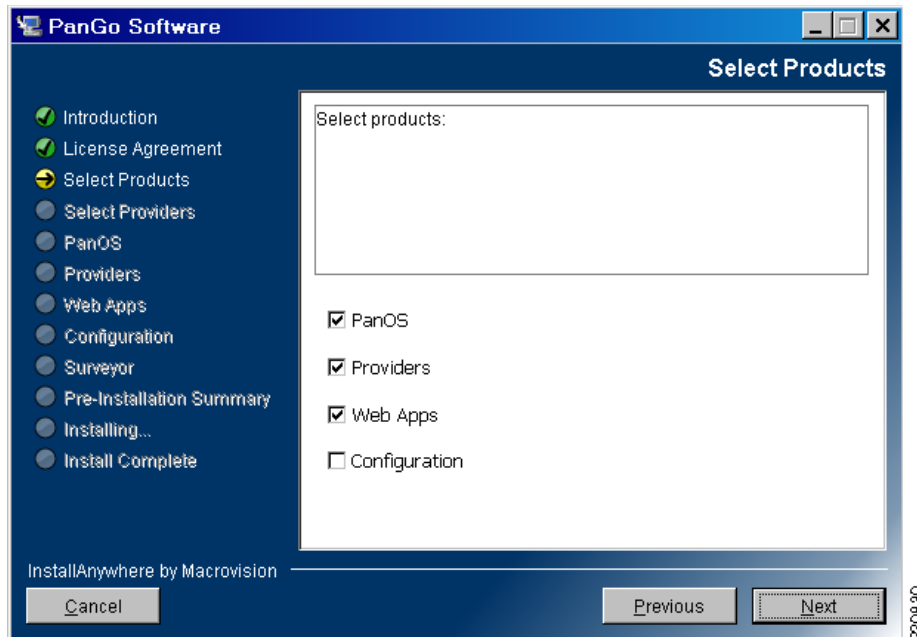 PanGo Software
Select Products
Introduction
License Agreement
Select Products
Select Providers
PanOS
Providers
Web Apps
Configuration
Surveyor
Pre-Installation Summary
Installing...
Install Complete
Select products:
PanOS
Providers
Web Apps
Configuration
InstallAnywhere by Macrovision
Cancel
Previous
Next